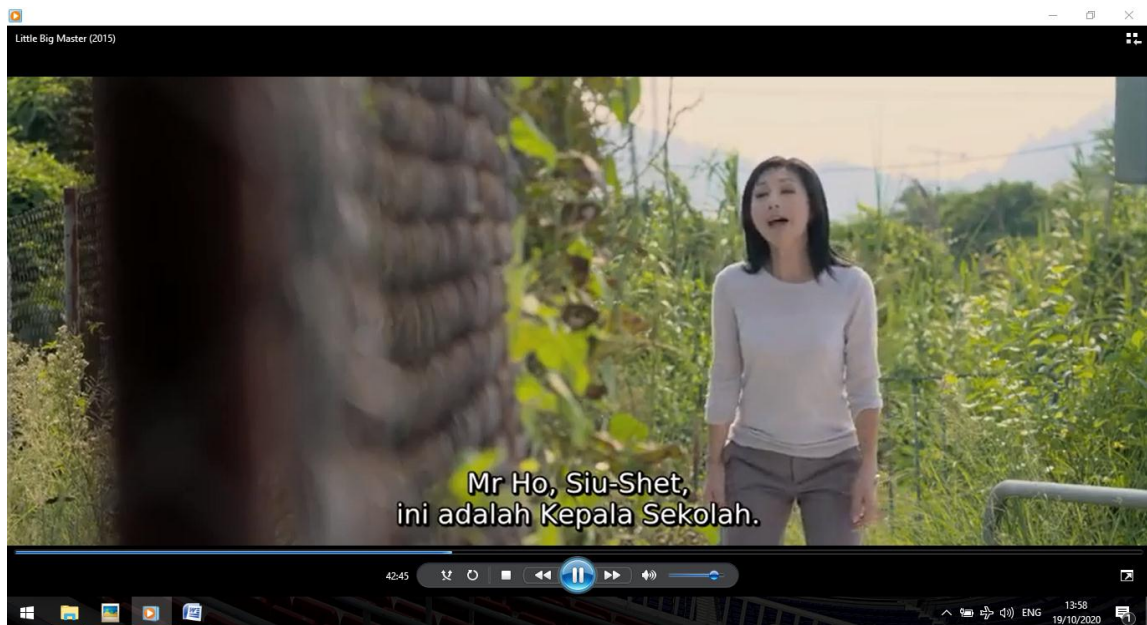 Little Big Master (2015)
Mr Ho, Siu-Shet,
ini adalah Kepala Sekolah.
42:45
ENG
13:58
19/10/2020
1